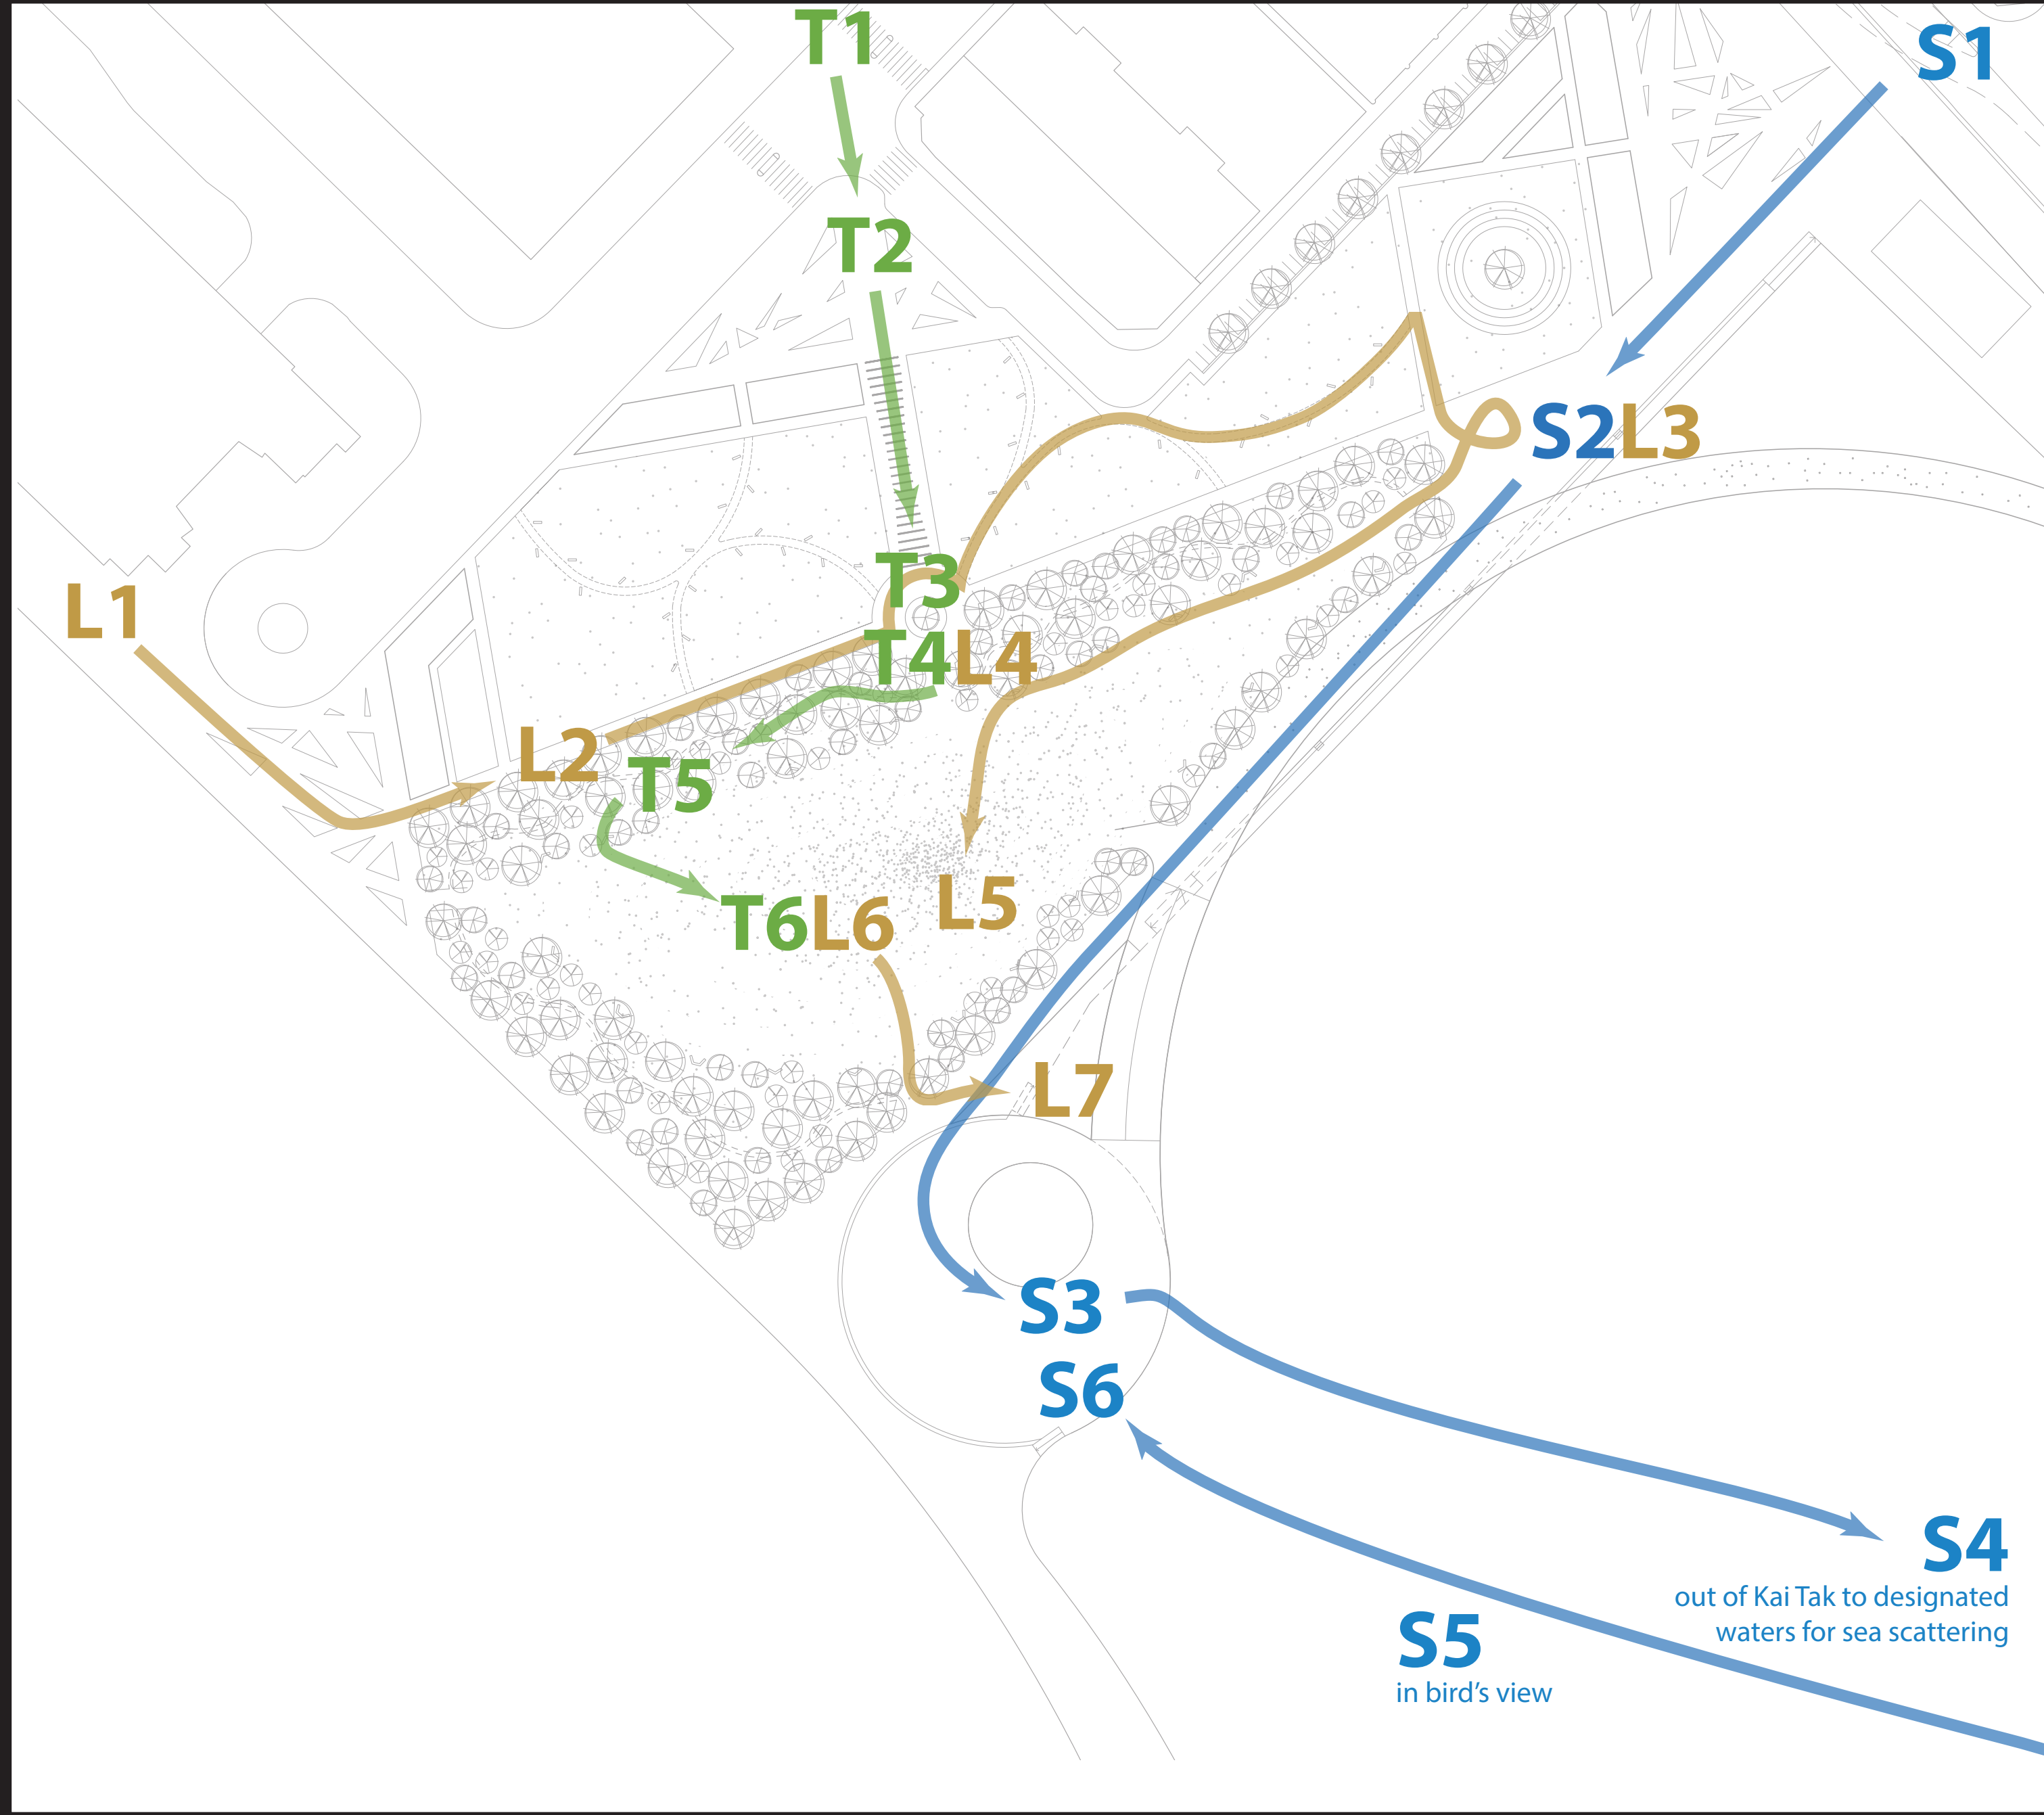 T1
S1
T2
S2L3
T3
L1
T4L4
L2
T5
L5
T6L6
L7
S3
S6
S4
out of Kai Tak to designated
waters for sea scattering
S5
in bird’s view